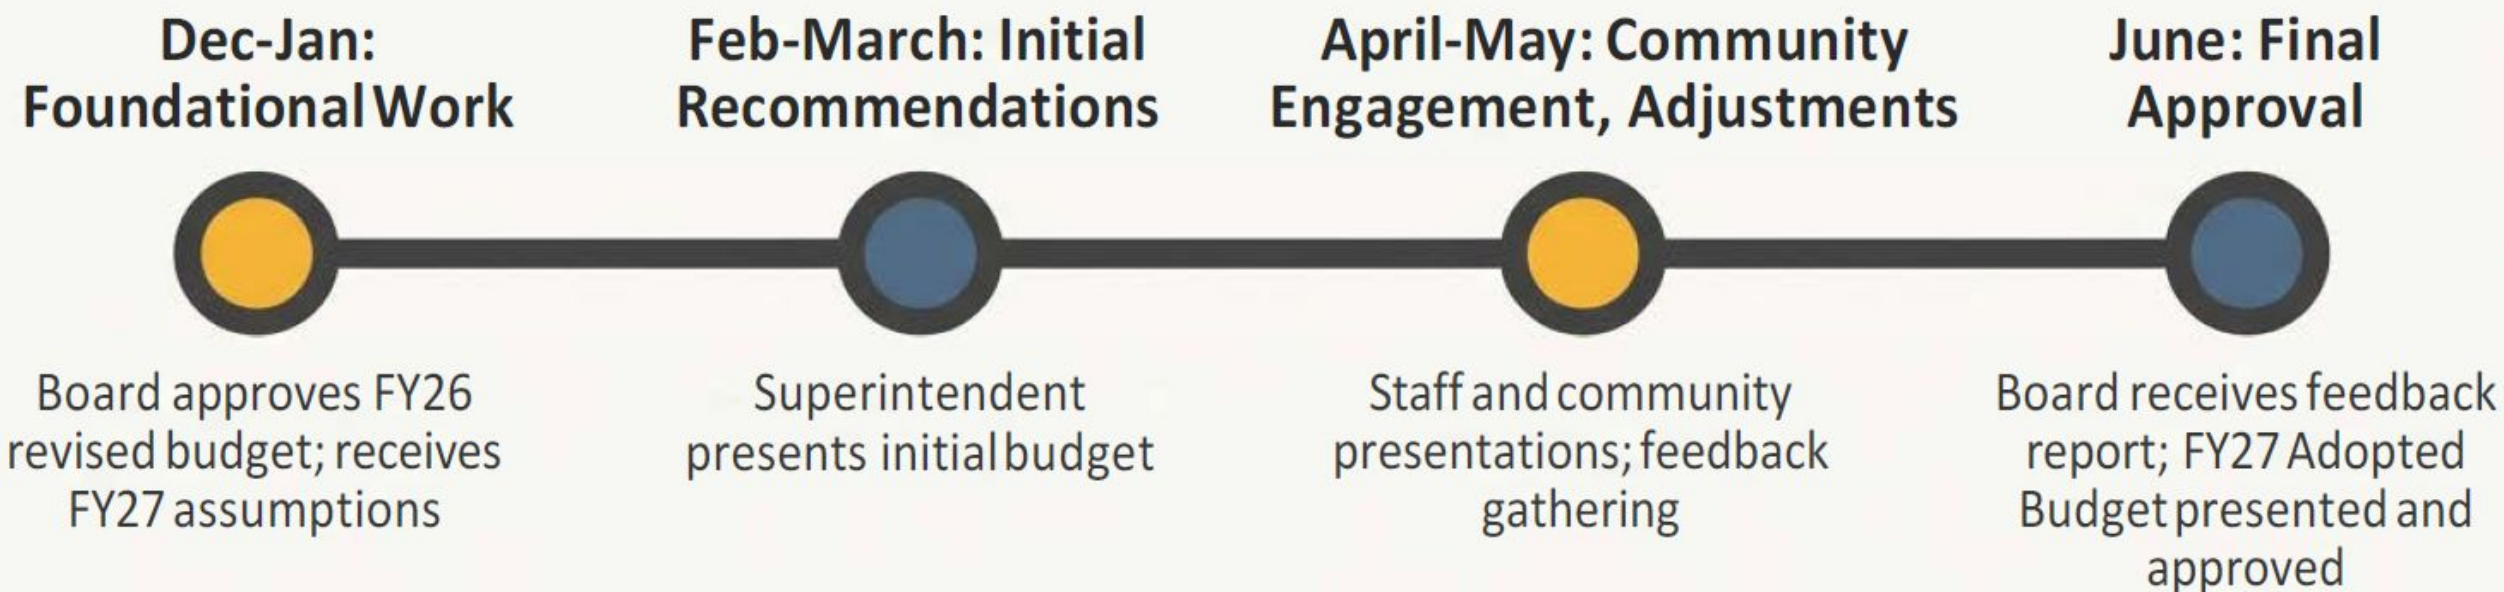 Dec-Jan:
Foundational Work
Board approves FY26
revised budget; receives
FY27 assumptions
Feb-March: Initial
Recommendations
Superintendent
presents initial budget
April-May: Community
Engagement, Adjustments
Staff and community
presentations; feedback
gathering
June: Final
Approval
Board receives feedback
report; FY27 Adopted
Budget presented and
approved